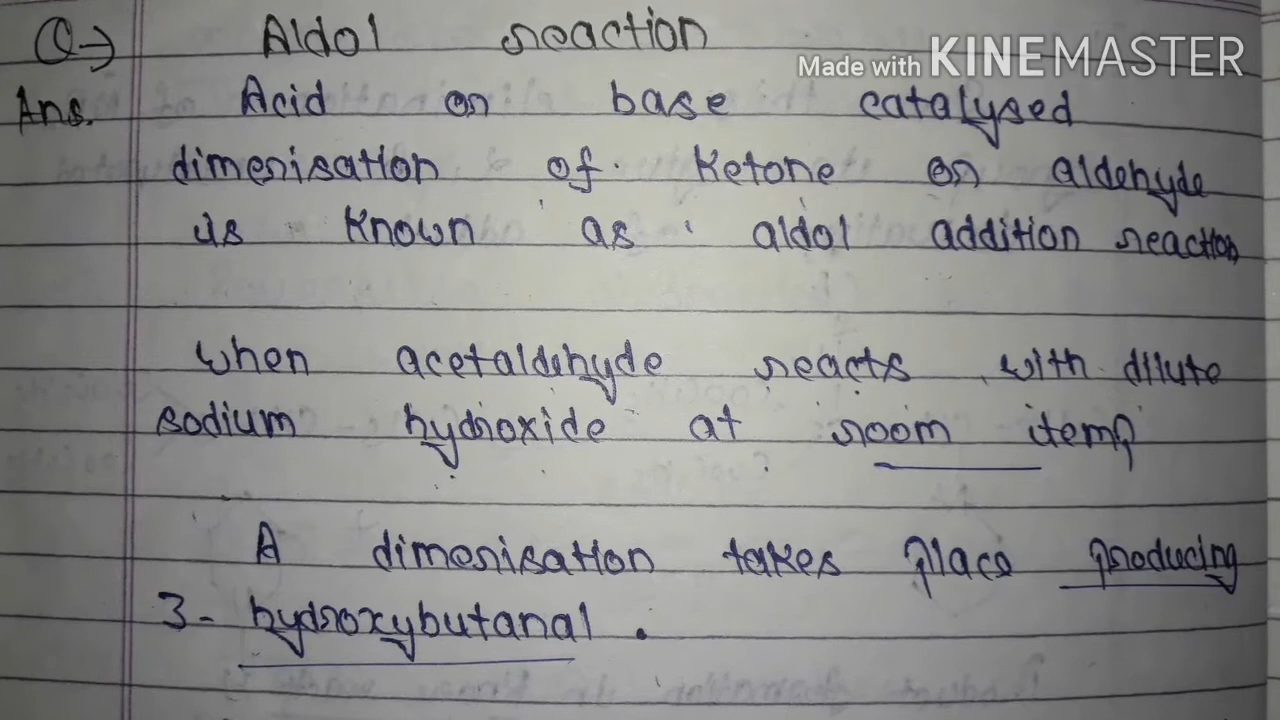 Q→ Aldol reaction
Made with KINEMASTER
Ans. Acid or base catalysed
dimerisation of Ketone or aldehyde
is known as aldol addition reaction
When acetaldehyde reacts with dilute
sodium hydroxide at room temp
A dimerisation takes place producing
3- hydroxybutanal .